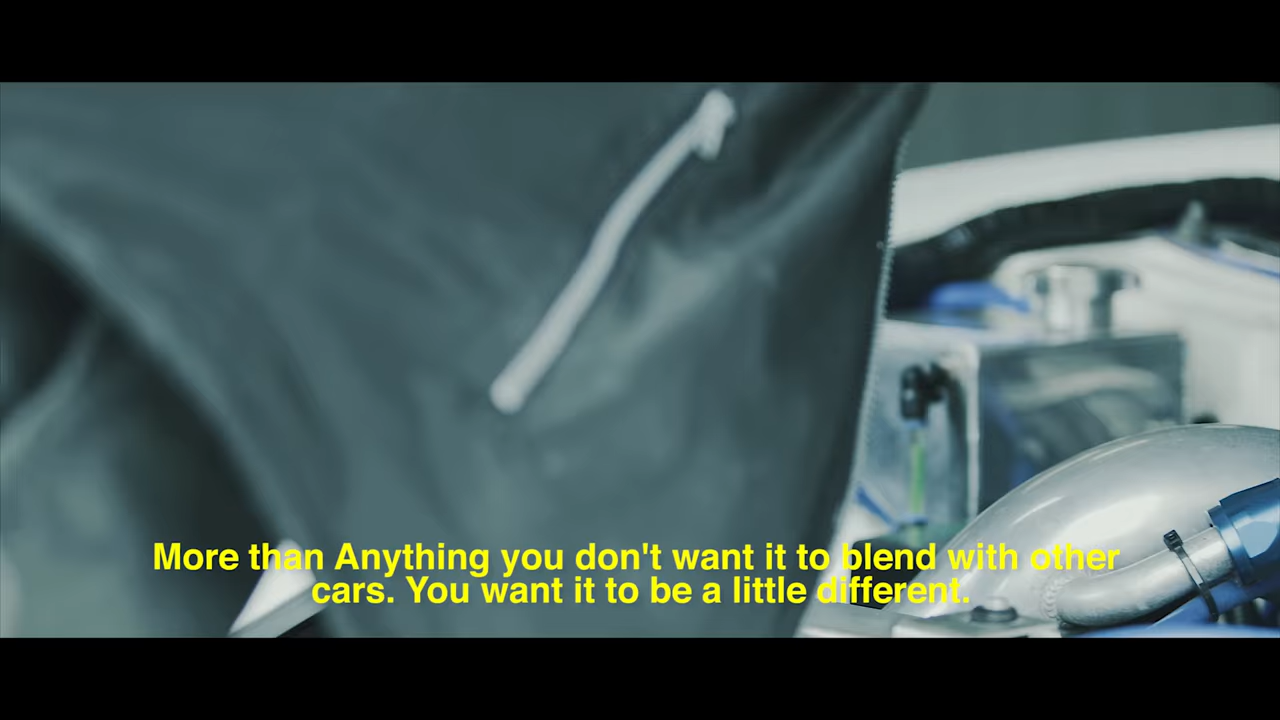 More than Anything you don't want it to blend with other
cars. You want it to be a little different.